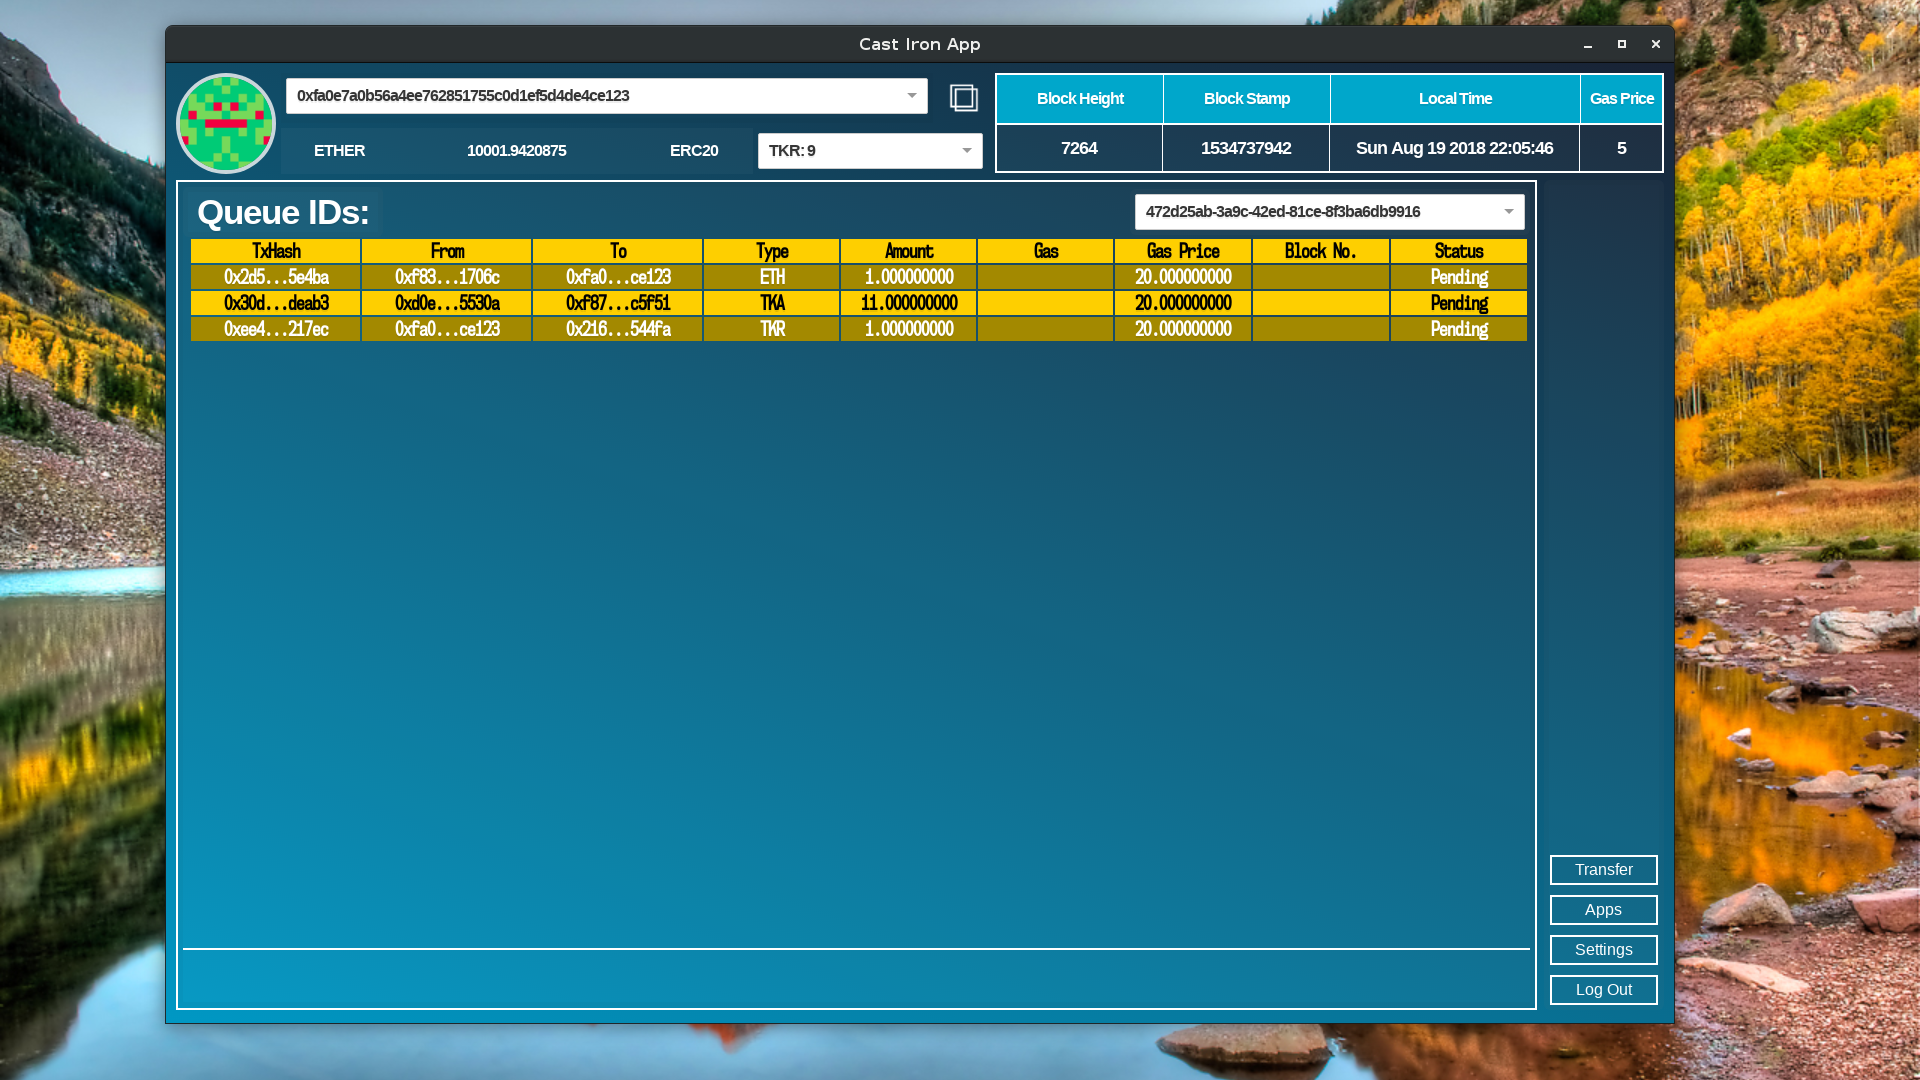 Cast Iron App
0xfa0e7a0b56a4ee762851755c0d1ef5d4de4ce123
ETHER 10001.9420875 ERC20 TKR: 9
Block Height Block Stamp Local Time Gas Price
7264 1534737942 Sun Aug 19 2018 22:05:46 5
Queue IDs:
472d25ab-3a9c-42ed-81ce-8f3ba6db9916
TxHash From To Type Amount Gas Gas Price Block No. Status
0x2d5...5e4ba 0xf83...1706c 0xfa0...ce123 ETH 1.000000000 20.000000000 Pending
0x30d...deab3 0xd0e...5530a 0xf87...c5f51 TKA 11.000000000 20.000000000 Pending
0xee4...217ec 0xfa0...ce123 0x216...544fa TKR 1.000000000 20.000000000 Pending
Transfer
Apps
Settings
Log Out